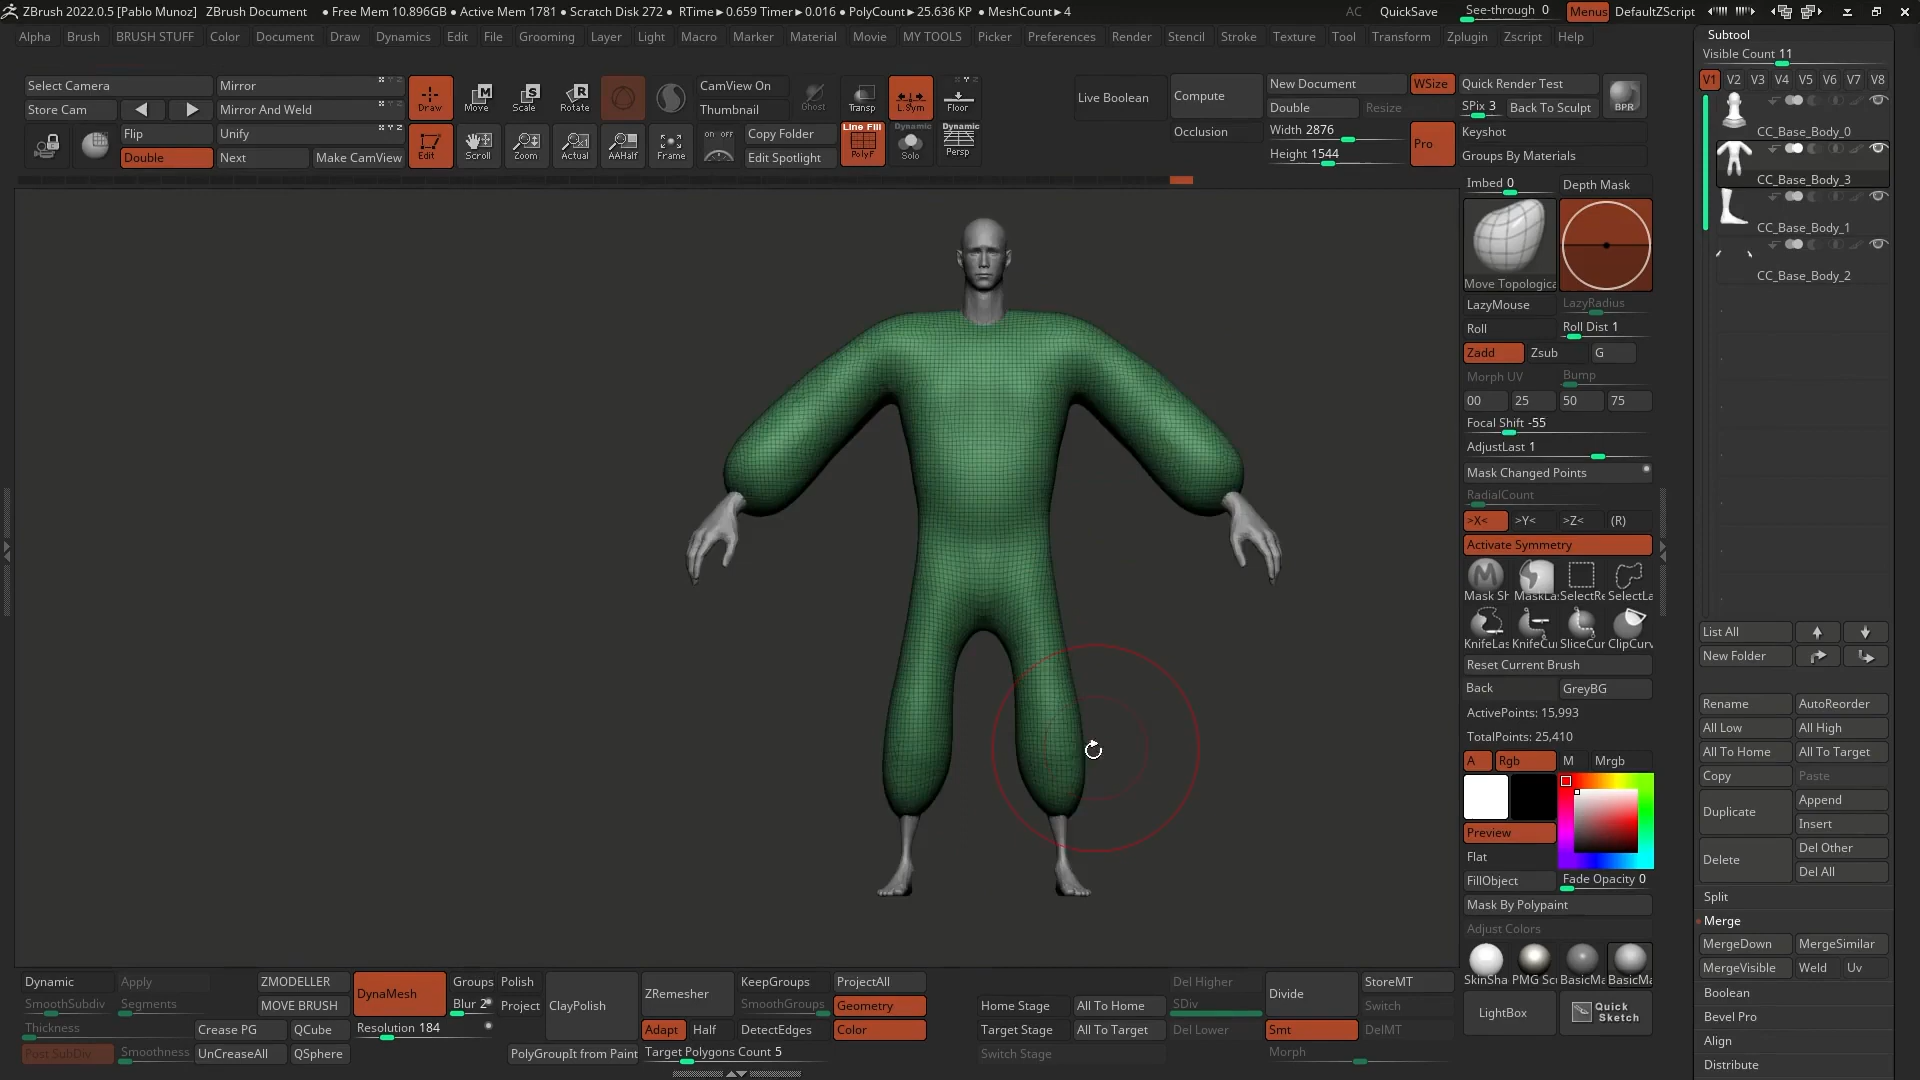 ZBrush 2022.0.5 [Pablo Munoz] ZBrush Document ● Free Mem 10.896GB ● Active Mem 1781 ● Scratch Disk 272 ● RTime►0.659 Timer►0.016 ● PolyCount►25.636 KP ● MeshCount►4 AC QuickSave See-through 0 Menus DefaultZScript
Alpha Brush BRUSH STUFF Color Document Draw Dynamics Edit File Grooming Layer Light Macro Marker Material Movie MY TOOLS Picker Preferences Render Stencil Stroke Texture Tool Transform Zplugin Zscript Help
Select Camera Mirror
Store Cam Mirror And Weld
Flip Unify
Double Next Make CamView
Draw Move Scale Rotate
Edit Scroll Zoom Actual AAHalf Frame
CamView On
Thumbnail
ON OFF
Copy Folder
Edit Spotlight
Ghost Transp L.Sym Floor
Line Fill PolyF Dynamic Solo Dynamic Persp
Live Boolean Compute
Occlusion
New Document WSize Quick Render Test
Double Resize SPix 3 Back To Sculpt BPR
Width 2876 Pro Keyshot
Height 1544 Groups By Materials
Imbed 0 Depth Mask
Move Topologica
LazyMouse LazyRadius
Roll Roll Dist 1
Zadd Zsub G
Morph UV Bump
00 25 50 75
Focal Shift -55
AdjustLast 1
Mask Changed Points
RadialCount
>X< >Y< >Z< (R)
Activate Symmetry
Mask Sh MaskLa SelectRe SelectLa
KnifeLas KnifeCu SliceCur ClipCurv
Reset Current Brush
Back GreyBG
ActivePoints: 15,993
TotalPoints: 25,410
A Rgb M Mrgb
Preview
Flat
FillObject Fade Opacity 0
Mask By Polypaint
Adjust Colors
SkinSha PMG Sc BasicMa BasicMa
LightBox Quick Sketch
Subtool
Visible Count 11
V1 V2 V3 V4 V5 V6 V7 V8
CC_Base_Body_0
CC_Base_Body_3
CC_Base_Body_1
CC_Base_Body_2
List All
New Folder
Rename AutoReorder
All Low All High
All To Home All To Target
Copy Paste
Duplicate Append
Insert
Delete Del Other
Del All
Split
Merge
MergeDown MergeSimilar
MergeVisible Weld Uv
Boolean
Bevel Pro
Align
Distribute
Dynamic Apply
SmoothSubdiv Segments
Thickness
Post SubDiv Smoothness
ZMODELLER
MOVE BRUSH
Crease PG QCube
UnCreaseAll QSphere
DynaMesh Groups Polish
Blur 2 Project
Resolution 184
ClayPolish
PolyGroupIt from Paint
ZRemesher KeepGroups ProjectAll
SmoothGroups Geometry
Adapt Half DetectEdges Color
Target Polygons Count 5
Home Stage All To Home
Target Stage All To Target
Switch Stage
Del Higher Divide StoreMT
SDiv Switch
Del Lower Smt DelMT
Morph